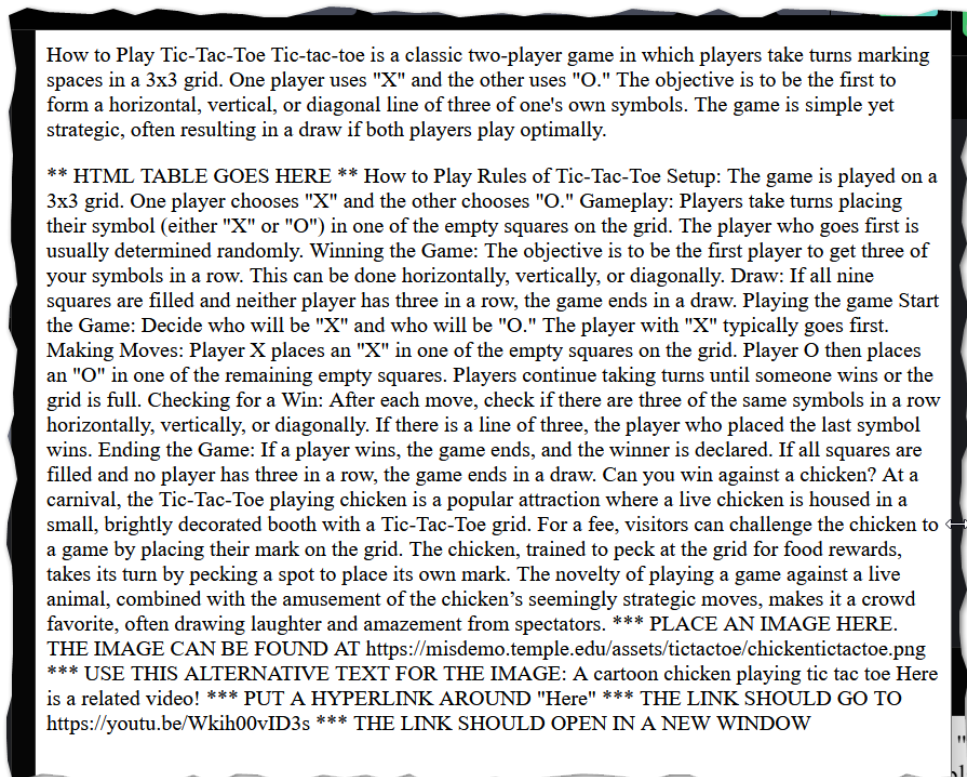 How to Play Tic-Tac-Toe Tic-tac-toe is a classic two-player game in which players take turns marking
spaces in a 3x3 grid. One player uses "X" and the other uses "O." The objective is to be the first to
form a horizontal, vertical, or diagonal line of three of one's own symbols. The game is simple yet
strategic, often resulting in a draw if both players play optimally.
** HTML TABLE GOES HERE ** How to Play Rules of Tic-Tac-Toe Setup: The game is played on a
3x3 grid. One player chooses "X" and the other chooses "O." Gameplay: Players take turns placing
their symbol (either "X" or "O") in one of the empty squares on the grid. The player who goes first is
usually determined randomly. Winning the Game: The objective is to be the first player to get three of
your symbols in a row. This can be done horizontally, vertically, or diagonally. Draw: If all nine
squares are filled and neither player has three in a row, the game ends in a draw. Playing the game Start
the Game: Decide who will be "X" and who will be "O." The player with "X" typically goes first.
Making Moves: Player X places an "X" in one of the empty squares on the grid. Player O then places
an "O" in one of the remaining empty squares. Players continue taking turns until someone wins or the
grid is full. Checking for a Win: After each move, check if there are three of the same symbols in a row
horizontally, vertically, or diagonally. If there is a line of three, the player who placed the last symbol
wins. Ending the Game: If a player wins, the game ends, and the winner is declared. If all squares are
filled and no player has three in a row, the game ends in a draw. Can you win against a chicken? At a
carnival, the Tic-Tac-Toe playing chicken is a popular attraction where a live chicken is housed in a
small, brightly decorated booth with a Tic-Tac-Toe grid. For a fee, visitors can challenge the chicken to
a game by placing their mark on the grid. The chicken, trained to peck at the grid for food rewards,
takes its turn by pecking a spot to place its own mark. The novelty of playing a game against a live
animal, combined with the amusement of the chicken’s seemingly strategic moves, makes it a crowd
favorite, often drawing laughter and amazement from spectators. *** PLACE AN IMAGE HERE.
THE IMAGE CAN BE FOUND AT https://misdemo.temple.edu/assets/tictactoe/chickentictactoe.png
*** USE THIS ALTERNATIVE TEXT FOR THE IMAGE: A cartoon chicken playing tic tac toe Here
is a related video! *** PUT A HYPERLINK AROUND "Here" *** THE LINK SHOULD GO TO
https://youtu.be/Wkih00vID3s *** THE LINK SHOULD OPEN IN A NEW WINDOW